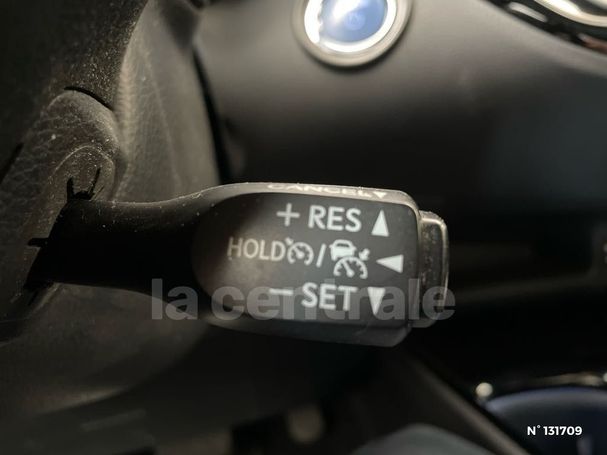 CANCEL▼
+ RES ▲
HOLD / ◄
− SET ▼
la centrale
N° 131709